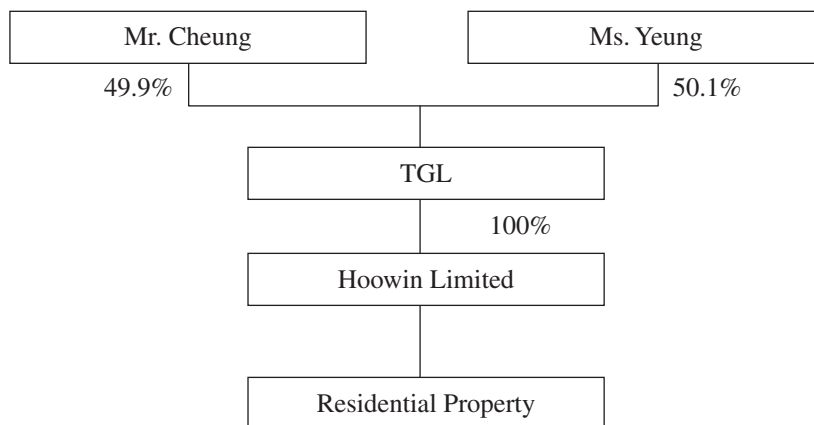 Mr. Cheung
Ms. Yeung
49.9%
50.1%
TGL
100%
Hoowin Limited
Residential Property